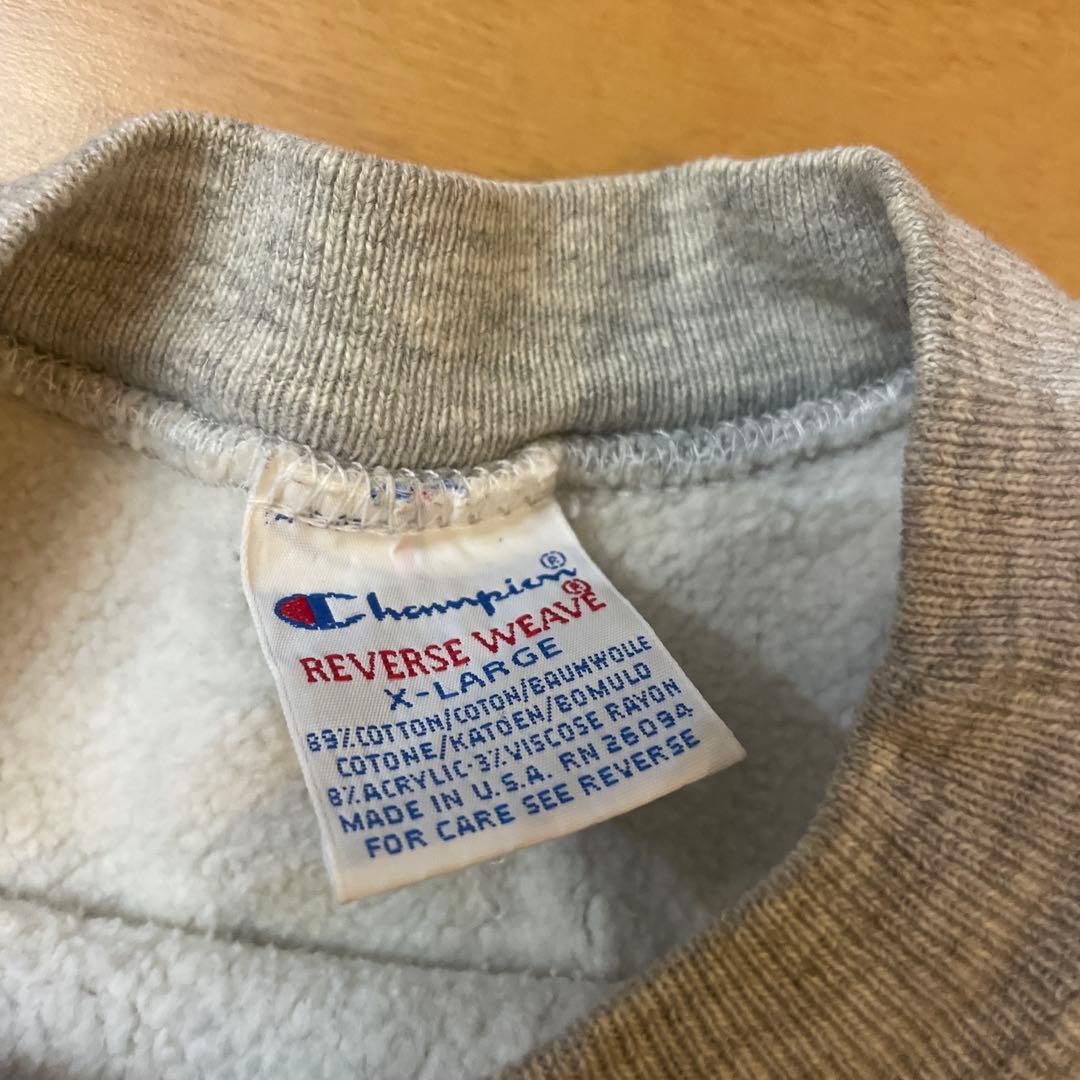 Champion®
REVERSE WEAVE®
X-LARGE
89%COTTON/COTON/BAUMWOLLE
COTONE/KATOEN/BOMULD
8%ACRYLIC-3%VISCOSE RAYON
MADE IN U.S.A. RN 26094
FOR CARE SEE REVERSE